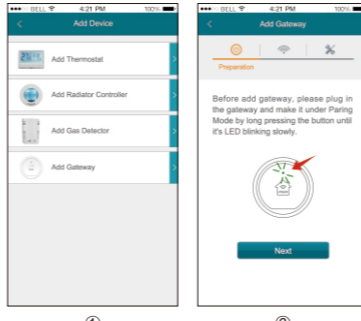 BELL 4:21 PM 100%
Add Device
Add Thermostat
Add Radiator Controller
Add Gas Detector
Add Gateway
①
BELL 4:21 PM 100%
Add Gateway
Preparation
Before add gateway, please plug in
the gateway and make it under Paring
Mode by long pressing the button until
it's LED blinking slowly.
Next